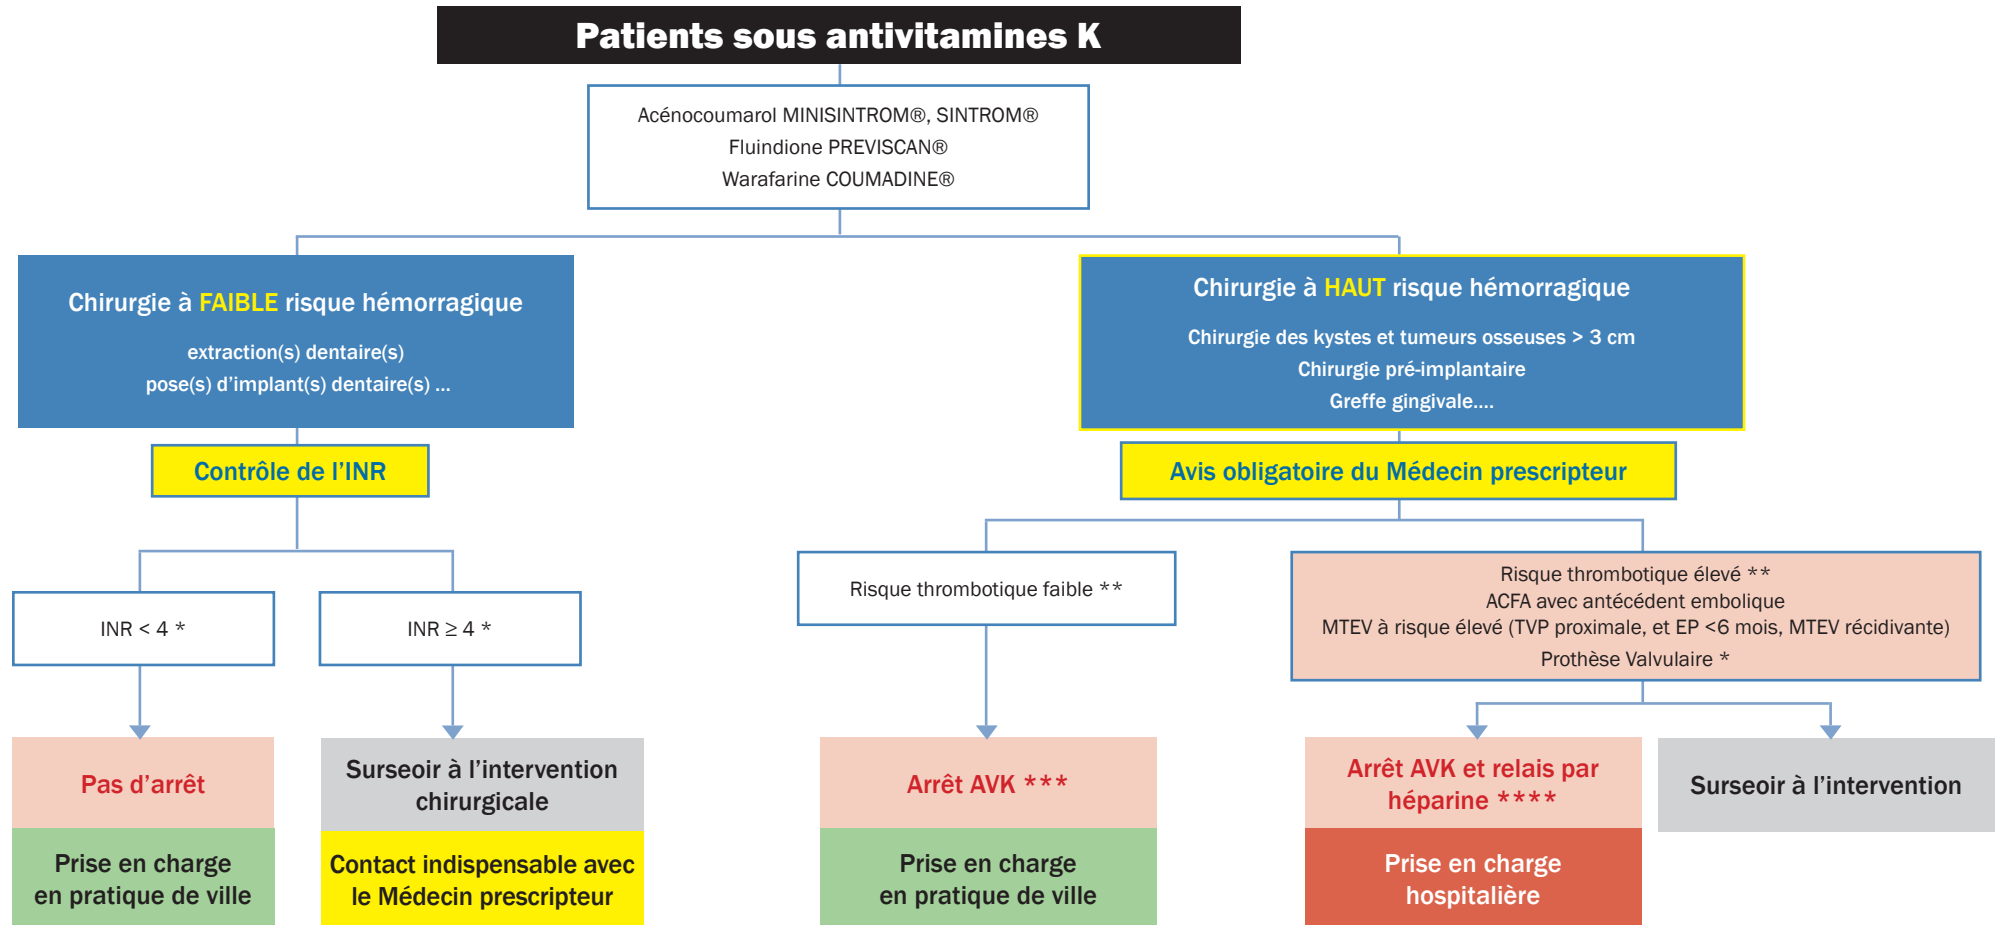 Patients sous antivitamines K
Acénocoumarol MINISINTROM®, SINTROM®
Fluindione PREVISCAN®
Warafarine COUMADINE®
Chirurgie à FAIBLE risque hémorragique
extraction(s) dentaire(s)
pose(s) d’implant(s) dentaire(s) ...
Chirurgie à HAUT risque hémorragique
Chirurgie des kystes et tumeurs osseuses > 3 cm
Chirurgie pré-implantaire
Greffe gingivale....
Contrôle de l’INR
Avis obligatoire du Médecin prescripteur
INR < 4 *
INR ≥ 4 *
Risque thrombotique faible **
Risque thrombotique élevé **
ACFA avec antécédent embolique
MTEV à risque élevé (TVP proximale, et EP <6 mois, MTEV récidivante)
Prothèse Valvulaire *
Pas d’arrêt
Prise en charge
en pratique de ville
Surseoir à l’intervention
chirurgicale
Contact indispensable avec
le Médecin prescripteur
Arrêt AVK ***
Prise en charge
en pratique de ville
Arrêt AVK et relais par
héparine ****
Prise en charge
hospitalière
Surseoir à l’intervention